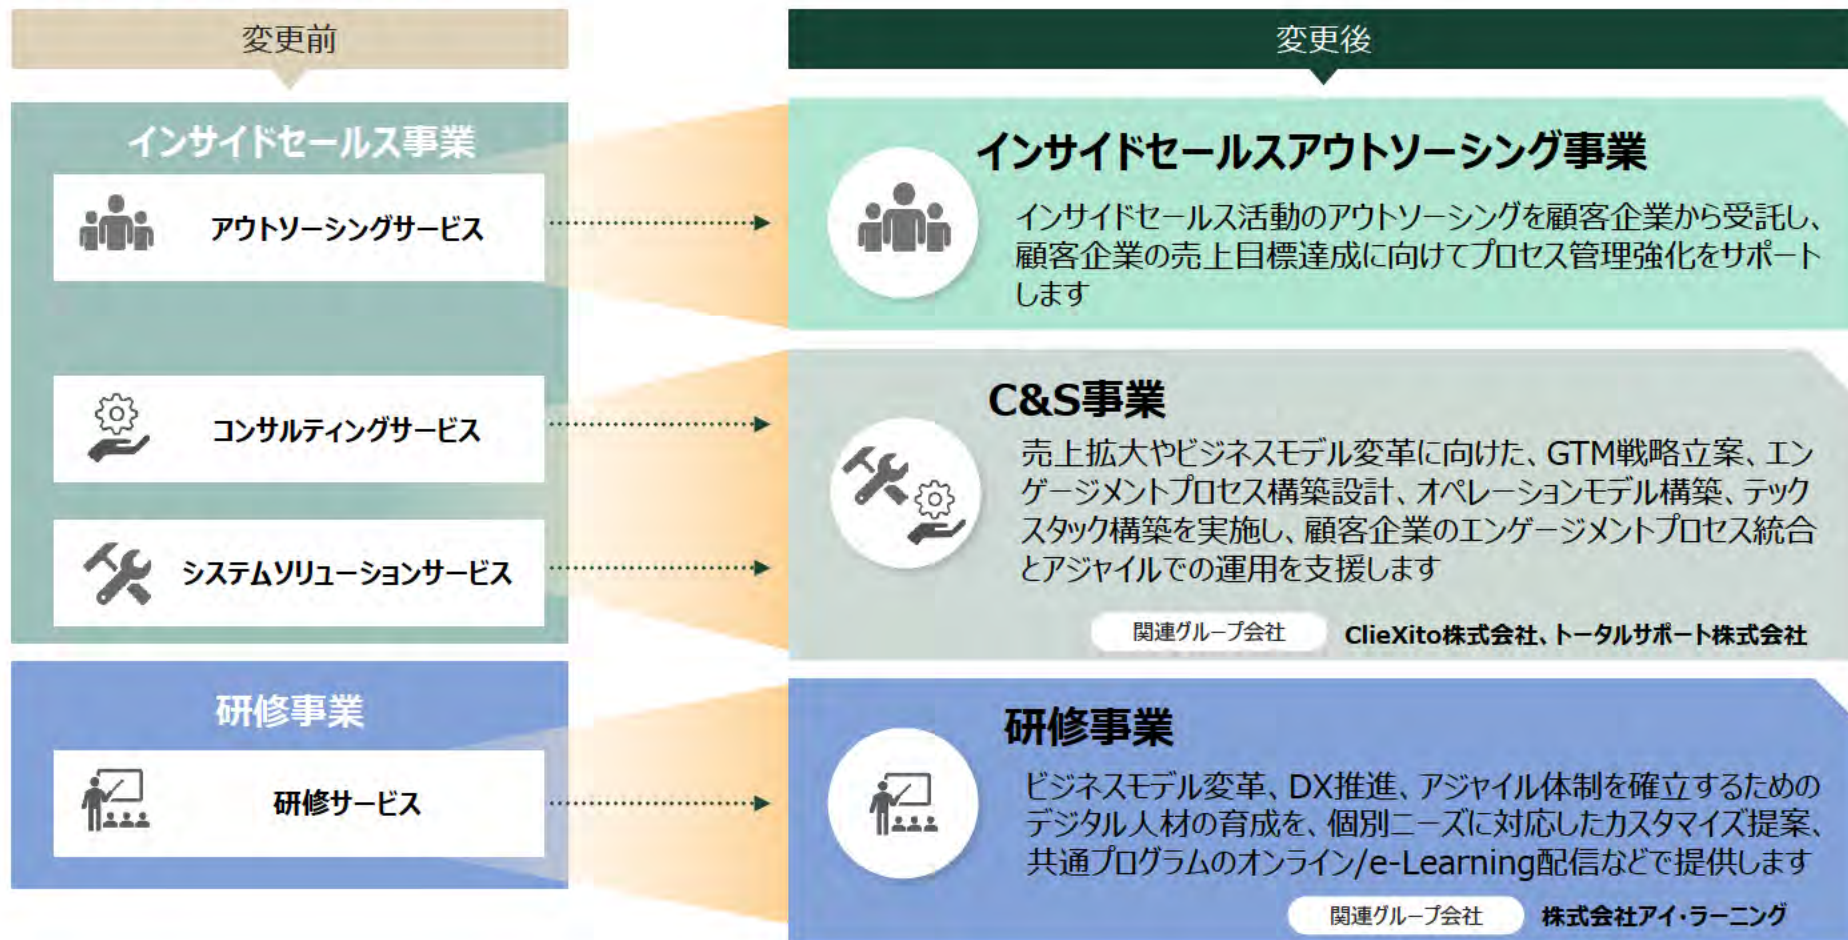 変更前
インサイドセールス事業
アウトソーシングサービス
コンサルティングサービス
システムソリューションサービス
研修事業
研修サービス
変更後
インサイドセールスアウトソーシング事業
インサイドセールス活動のアウトソーシングを顧客企業から受託し、
顧客企業の売上目標達成に向けてプロセス管理強化をサポート
します
C&S事業
売上拡大やビジネスモデル変革に向けた、GTM戦略立案、エン
ゲージメントプロセス構築設計、オペレーションモデル構築、テック
スタック構築を実施し、顧客企業のエンゲージメントプロセス統合
とアジャイルでの運用を支援します
関連グループ会社 ClieXito株式会社、トータルサポート株式会社
研修事業
ビジネスモデル変革、DX推進、アジャイル体制を確立するための
デジタル人材の育成を、個別ニーズに対応したカスタマイズ提案、
共通プログラムのオンライン/e-Learning配信などで提供します
関連グループ会社 株式会社アイ・ラーニング